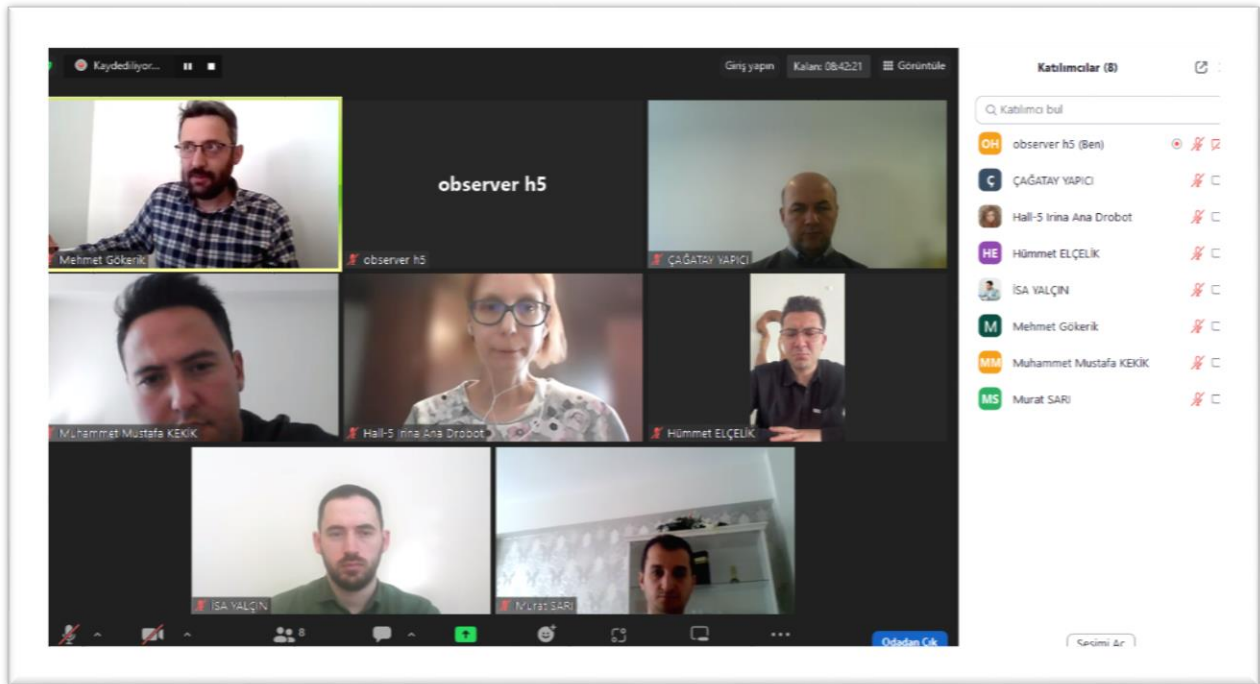 Kaydediliyor...
Giriş yapın
Kalan: 08:42:21
Görüntüle
Mehmet Gökerik
observer h5
observer h5
ÇAĞATAY YAPICI
Muhammet Mustafa KEKİK
Hall-5 Irina Ana Drobot
Hümmet ELÇELİK
İSA YALÇIN
Murat SARI
8
Odadan Çık
Katılımcılar (8)
Katılımcı bul
OH observer h5 (Ben)
Ç ÇAĞATAY YAPICI
Hall-5 Irina Ana Drobot
HE Hümmet ELÇELİK
İSA YALÇIN
M Mehmet Gökerik
MM Muhammet Mustafa KEKİK
MS Murat SARI
Sesimi Aç